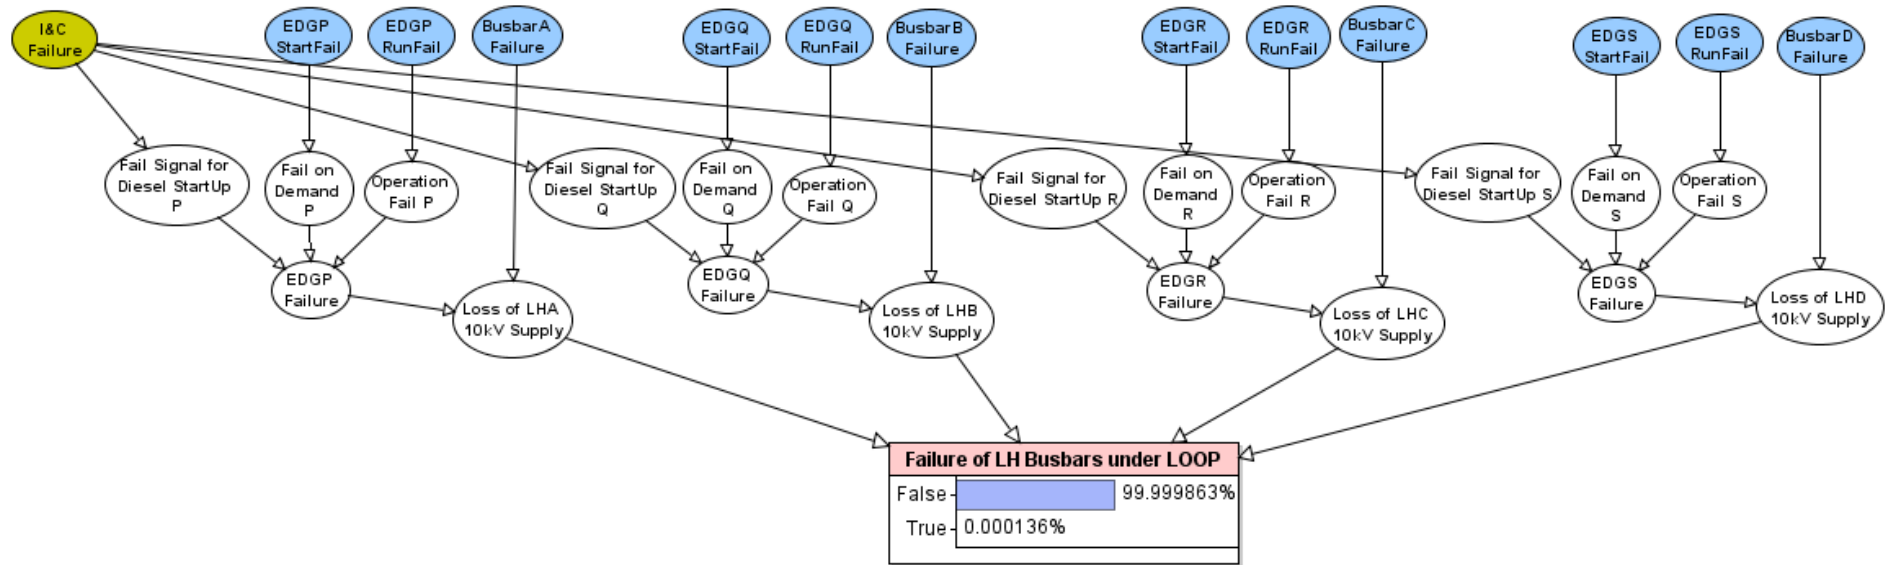 I&C
Failure
EDGP
StartFail
EDGP
RunFail
BusbarA
Failure
EDGQ
StartFail
EDGQ
RunFail
BusbarB
Failure
EDGR
StartFail
EDGR
RunFail
BusbarC
Failure
EDGS
StartFail
EDGS
RunFail
BusbarD
Failure
Fail Signal for
Diesel StartUp
P
Fail on
Demand
P
Operation
Fail P
Fail Signal for
Diesel StartUp
Q
Fail on
Demand
Q
Operation
Fail Q
Fail Signal for
Diesel StartUp R
Fail on
Demand
R
Operation
Fail R
Fail Signal for
Diesel StartUp S
Fail on
Demand
S
Operation
Fail S
EDGP
Failure
Loss of LHA
10kV Supply
EDGQ
Failure
Loss of LHB
10kV Supply
EDGR
Failure
Loss of LHC
10kV Supply
EDGS
Failure
Loss of LHD
10kV Supply
Failure of LH Busbars under LOOP
False 99.999863%
True 0.000136%